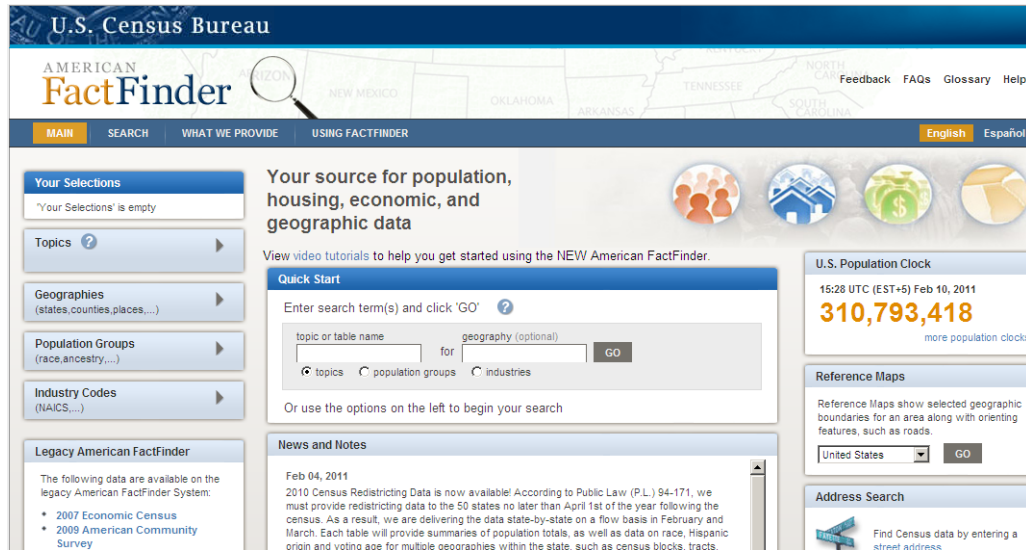 U.S. Census Bureau
AMERICAN
FactFinder
ARIZON
NEW MEXICO
OKLAHOMA
ARKANSAS
TENNESSEE
KENTUCKY
NORTH
CAROLINA
SOUTH
CAROLINA
Feedback FAQs Glossary Help
MAIN SEARCH WHAT WE PROVIDE USING FACTFINDER
English Español
Your Selections
'Your Selections' is empty
Topics ?
Geographies
(states,counties,places,...)
Population Groups
(race,ancestry,...)
Industry Codes
(NAICS,...)
Legacy American FactFinder
The following data are available on the
legacy American FactFinder System:
2007 Economic Census
2009 American Community
Survey
Your source for population,
housing, economic, and
geographic data
View video tutorials to help you get started using the NEW American FactFinder.
Quick Start
Enter search term(s) and click 'GO' ?
topic or table name geography (optional)
for GO
topics population groups industries
Or use the options on the left to begin your search
News and Notes
Feb 04, 2011
2010 Census Redistricting Data is now available! According to Public Law (P.L.) 94-171, we
must provide redistricting data to the 50 states no later than April 1st of the year following the
census. As a result, we are delivering the data state-by-state on a flow basis in February and
March. Each table will provide summaries of population totals, as well as data on race, Hispanic
origin and voting age for multiple geographies within the state, such as census blocks, tracts,
$
U.S. Population Clock
15:28 UTC (EST+5) Feb 10, 2011
310,793,418
more population clocks
Reference Maps
Reference Maps show selected geographic
boundaries for an area along with orienting
features, such as roads.
United States GO
Address Search
Find Census data by entering a
street address